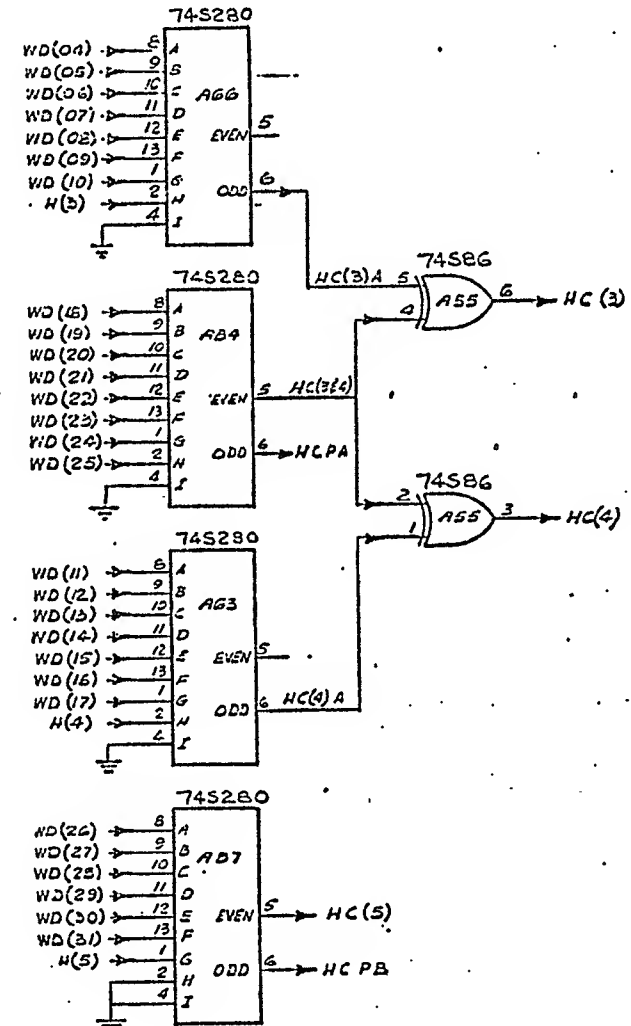 74S280
WD(04) 8 A
WD(05) 9 B
WD(06) 10 C
WD(07) 11 D
WD(08) 12 E
WD(09) 13 F
WD(10) 1 G
H(3) 2 H
4 I
AG6
EVEN 5
ODD 6
HC(3)A 5
4
74S86
A55
6 HC(3)
74S280
WD(18) 8 A
WD(19) 9 B
WD(20) 10 C
WD(21) 11 D
WD(22) 12 E
WD(23) 13 F
WD(24) 1 G
WD(25) 2 H
4 I
AB4
EVEN 5 HC(3&4)
ODD 6 HCPA
74S86
2
1
A55
3 HC(4)
74S280
WD(11) 8 A
WD(12) 9 B
WD(13) 10 C
WD(14) 11 D
WD(15) 12 E
WD(16) 13 F
WD(17) 1 G
H(4) 2 H
4 I
AG3
EVEN 5
ODD 6 HC(4)A
74S280
WD(26) 8 A
WD(27) 9 B
WD(28) 10 C
WD(29) 11 D
WD(30) 12 E
WD(31) 13 F
H(5) 1 G
2 H
4 I
AB7
EVEN 5 HC(5)
ODD 6 HCPB